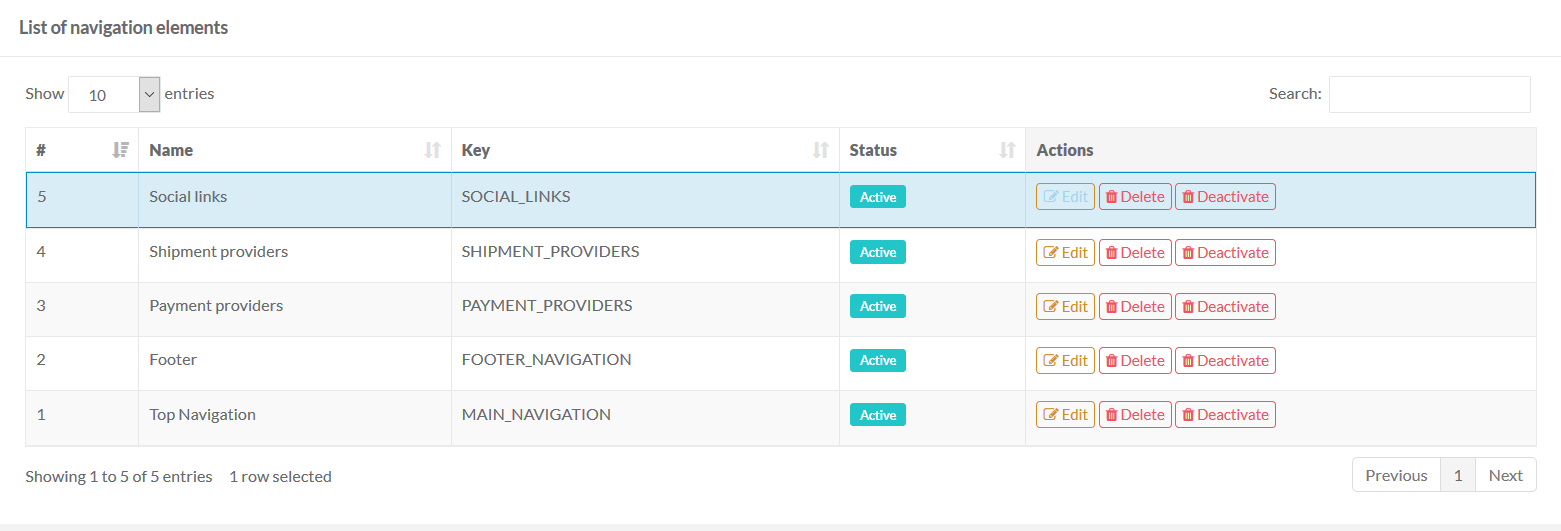 List of navigation elements
Show 10 entries Search:
# Name Key Status Actions
5 Social links SOCIAL_LINKS Active Edit Delete Deactivate
4 Shipment providers SHIPMENT_PROVIDERS Active Edit Delete Deactivate
3 Payment providers PAYMENT_PROVIDERS Active Edit Delete Deactivate
2 Footer FOOTER_NAVIGATION Active Edit Delete Deactivate
1 Top Navigation MAIN_NAVIGATION Active Edit Delete Deactivate
Showing 1 to 5 of 5 entries 1 row selected Previous 1 Next